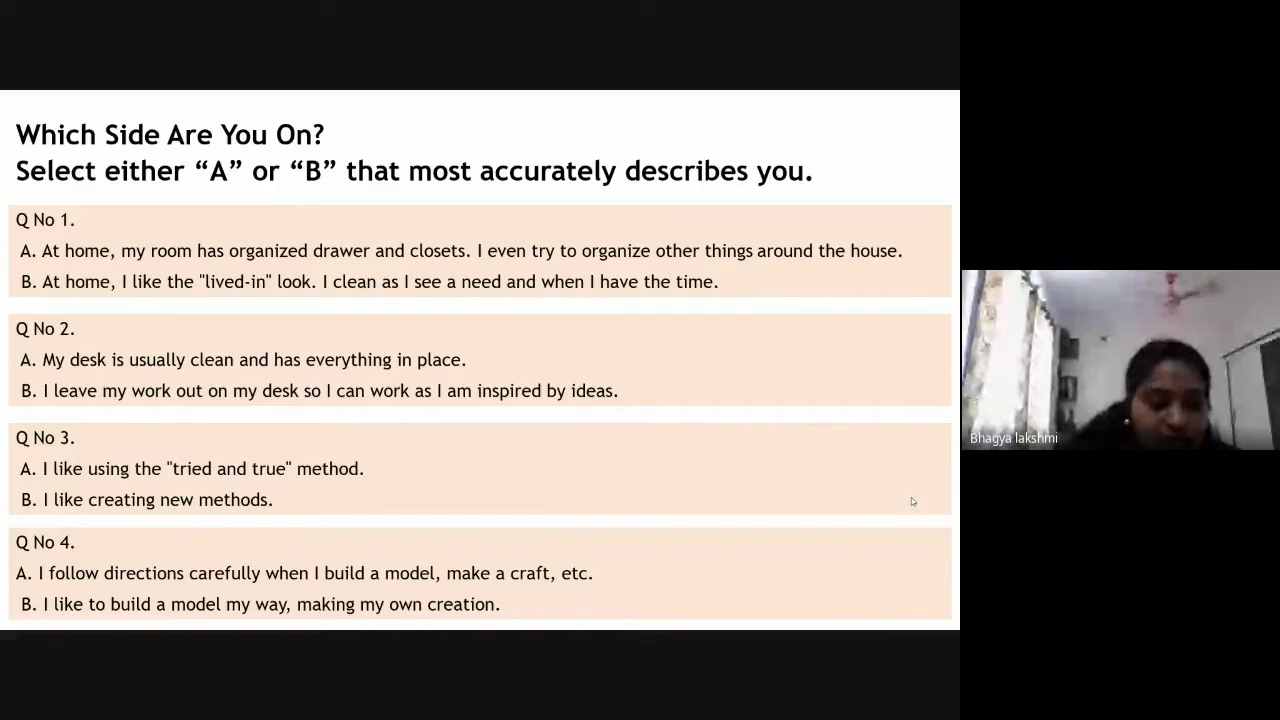 Which Side Are You On?
Select either “A” or “B” that most accurately describes you.
Q No 1.
A. At home, my room has organized drawer and closets. I even try to organize other things around the house.
B. At home, I like the "lived-in" look. I clean as I see a need and when I have the time.
Q No 2.
A. My desk is usually clean and has everything in place.
B. I leave my work out on my desk so I can work as I am inspired by ideas.
Q No 3.
A. I like using the "tried and true" method.
B. I like creating new methods.
Q No 4.
A. I follow directions carefully when I build a model, make a craft, etc.
B. I like to build a model my way, making my own creation.
Bhagya lakshmi